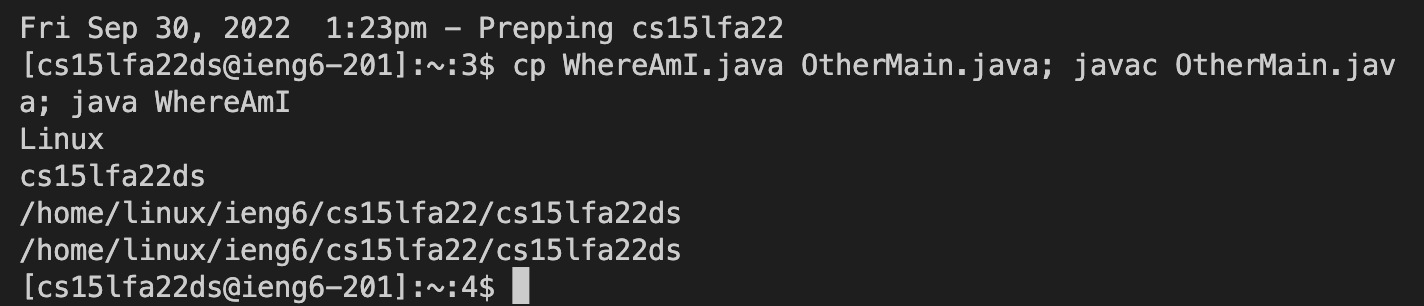 Fri Sep 30, 2022  1:23pm - Prepping cs15lfa22
[cs15lfa22ds@ieng6-201]:~:3$ cp WhereAmI.java OtherMain.java; javac OtherMain.jav
a; java WhereAmI
Linux
cs15lfa22ds
/home/linux/ieng6/cs15lfa22/cs15lfa22ds
/home/linux/ieng6/cs15lfa22/cs15lfa22ds
[cs15lfa22ds@ieng6-201]:~:4$